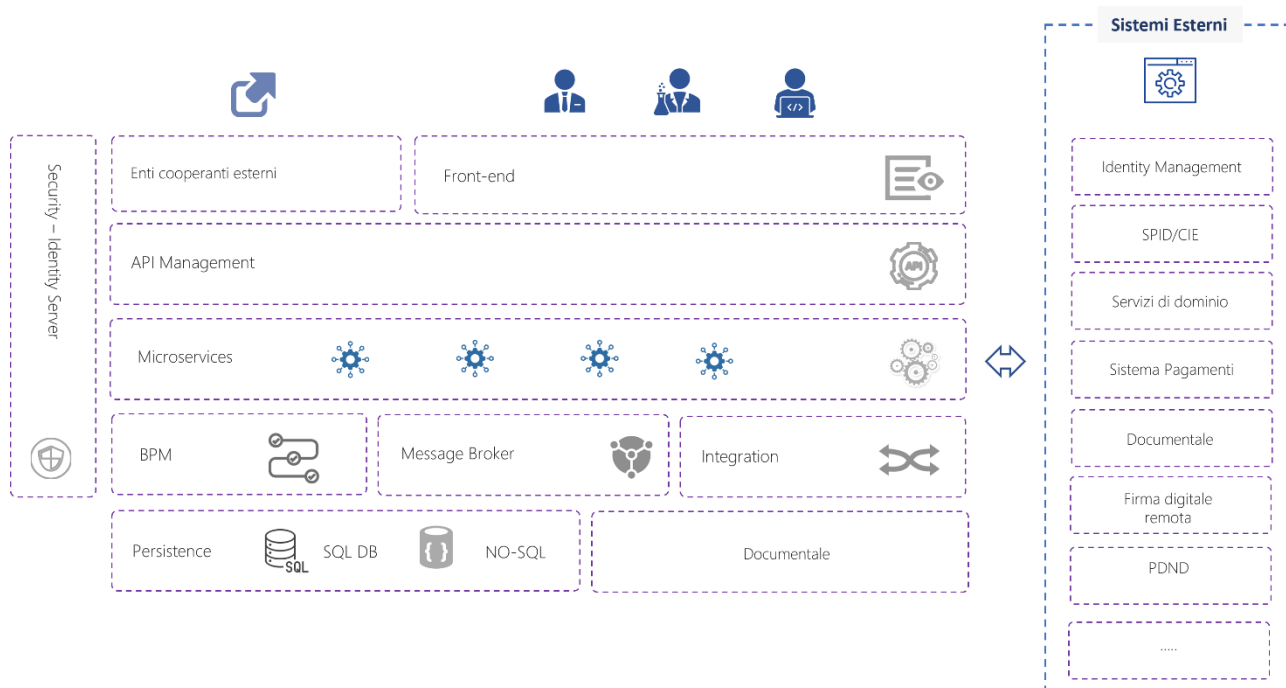 Sistemi Esterni
Security – Identity Server
Enti cooperanti esterni
Front-end
API Management
API
Microservices
BPM
Message Broker
Integration
Persistence
SQL
SQL DB
{ }
NO-SQL
Documentale
</>
Identity Management
SPID/CIE
Servizi di dominio
Sistema Pagamenti
Documentale
Firma digitale
remota
PDND
.....